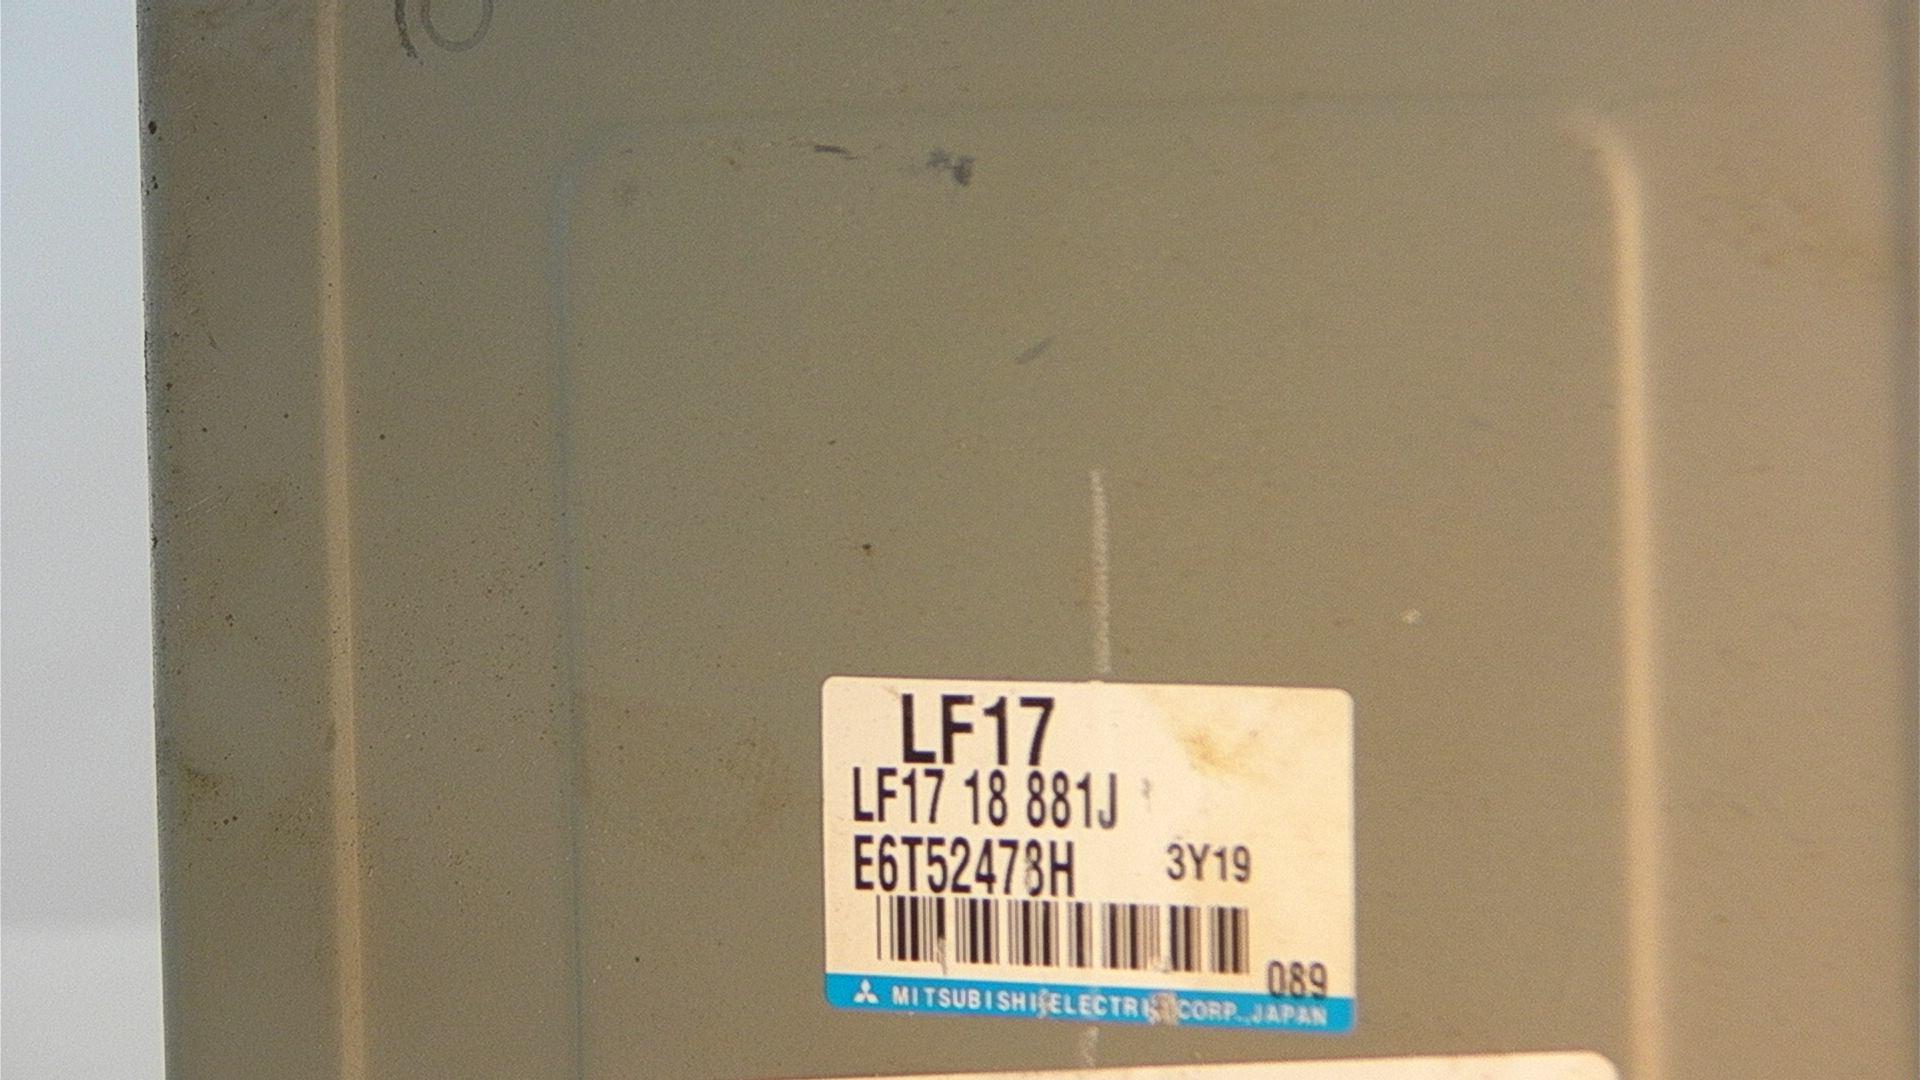 LF17
LF17 18 881J
E6T52478H 3Y19
089
MITSUBISHI ELECTRIC CORP.,JAPAN